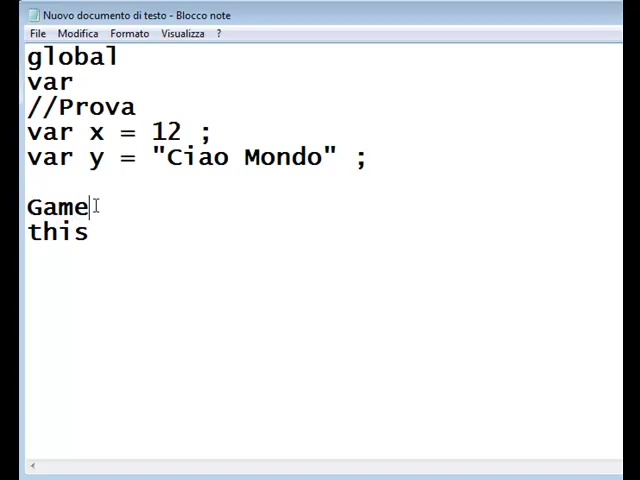 Nuovo documento di testo - Blocco note
File Modifica Formato Visualizza ?
global
var
//Prova
var x = 12 ;
var y = "Ciao Mondo" ;
Game
this